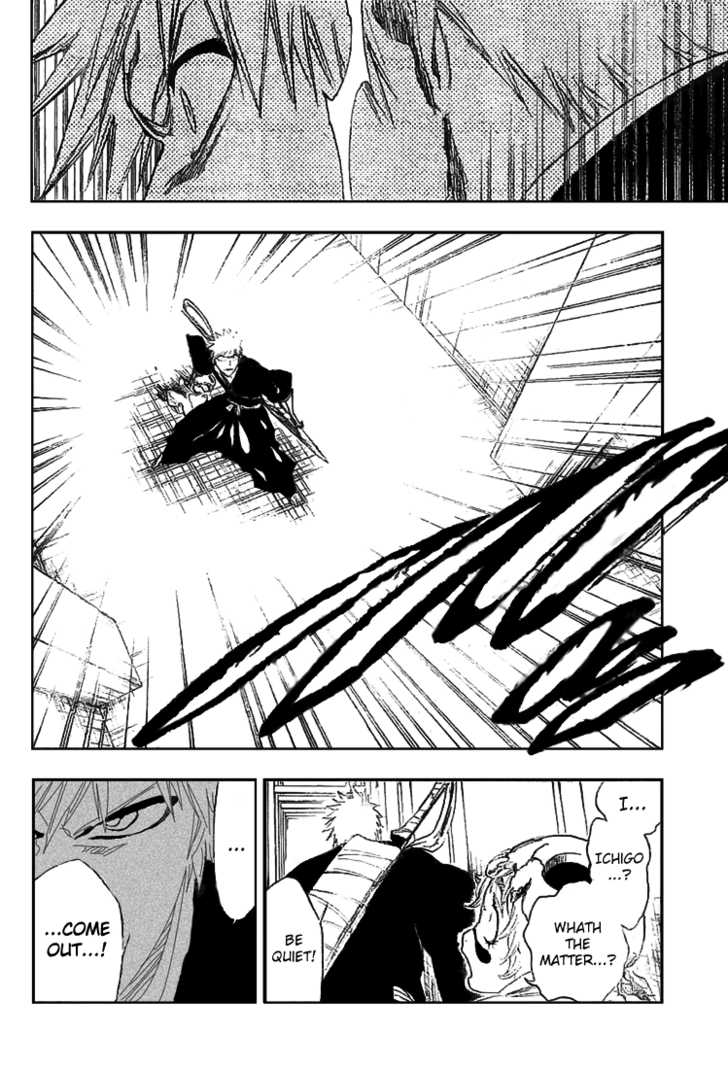 I...
ICHIGO
...?
WHATH
THE
MATTER...?
BE
QUIET!
...
...COME
OUT...!